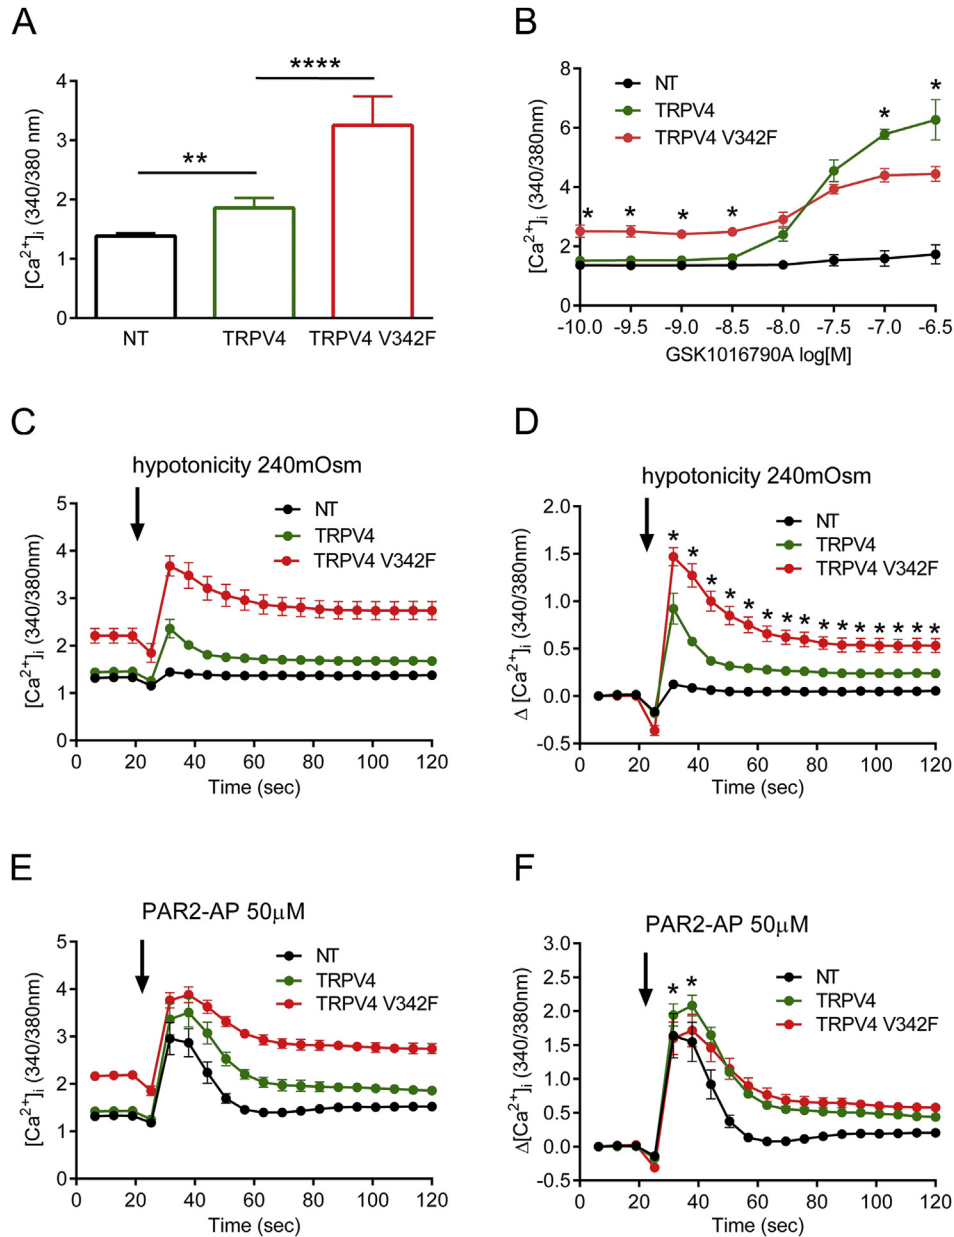 A
[Ca2+]i (340/380 nm)
4
3
2
1
0
**
****
NT
TRPV4
TRPV4 V342F
B
[Ca2+]i (340/380nm)
8
6
4
2
0
NT
TRPV4
TRPV4 V342F
* * * * * *
-10.0 -9.5 -9.0 -8.5 -8.0 -7.5 -7.0 -6.5
GSK1016790A log[M]
C
hypotonicity 240mOsm
[Ca2+]i (340/380nm)
5
4
3
2
1
0
NT
TRPV4
TRPV4 V342F
0 20 40 60 80 100 120
Time (sec)
D
hypotonicity 240mOsm
Δ [Ca2+]i (340/380nm)
2.0
1.5
1.0
0.5
0.0
-0.5
NT
TRPV4
TRPV4 V342F
* * * * * * * * * * * * * * *
0 20 40 60 80 100 120
Time (sec)
E
PAR2-AP 50μM
[Ca2+]i (340/380nm)
5
4
3
2
1
0
NT
TRPV4
TRPV4 V342F
0 20 40 60 80 100 120
Time (sec)
F
PAR2-AP 50μM
Δ[Ca2+]i (340/380nm)
3.0
2.5
2.0
1.5
1.0
0.5
0.0
-0.5
NT
TRPV4
TRPV4 V342F
* *
0 20 40 60 80 100 120
Time (sec)